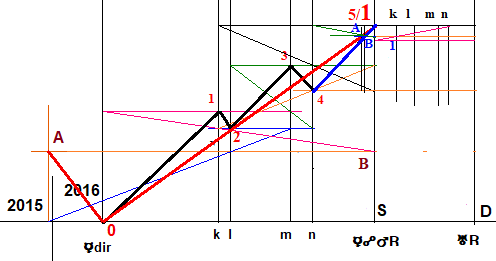 5/1 k l m n
A
B 1
3
4
1
2
A
B
2016
2015
0
S D
k l m n
☿dir ☿☍♂R ♅R